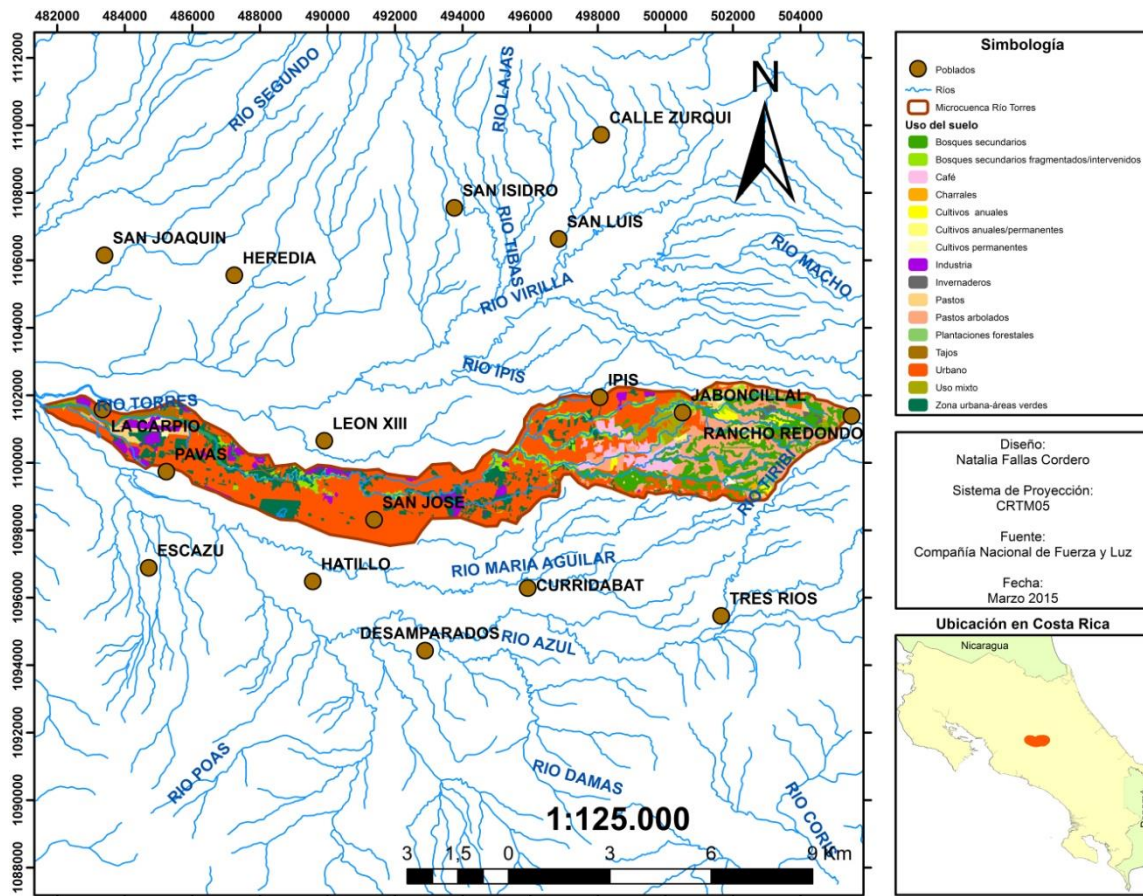 482000 484000 486000 488000 490000 492000 494000 496000 498000 500000 502000 504000
1112000
1110000
1108000
1106000
1104000
1102000
1100000
1098000
1096000
1094000
1092000
1090000
1088000
RIO SEGUNDO
RIO LAJAS
N
CALLE ZURQUI
SAN ISIDRO
SAN LUIS
RIO TIBAS
SAN JOAQUIN
HEREDIA
RIO MACHO
RIO VIRILLA
RIO IPIS
IPIS
RIO TORRES
JABONCILLAL
LA CARPIO
LEON XIII
RANCHO REDONDO
PAVAS
RIO TIRIBI
SAN JOSE
ESCAZU
HATILLO
RIO MARIA AGUILAR
CURRIDABAT
TRES RIOS
DESAMPARADOS
RIO AZUL
RIO POAS
RIO DAMAS
RIO CORIS
1:125.000
3 1,5 0 3 6 9 Km
Simbología
Poblados
Ríos
Microcuenca Río Torres
Uso del suelo
Bosques secundarios
Bosques secundarios fragmentados/intervenidos
Café
Charrales
Cultivos anuales
Cultivos anuales/permanentes
Cultivos permanentes
Industria
Invernaderos
Pastos
Pastos arbolados
Plantaciones forestales
Tajos
Urbano
Uso mixto
Zona urbana-áreas verdes
Diseño:
Natalia Fallas Cordero
Sistema de Proyección:
CRTM05
Fuente:
Compañía Nacional de Fuerza y Luz
Fecha:
Marzo 2015
Ubicación en Costa Rica
Nicaragua